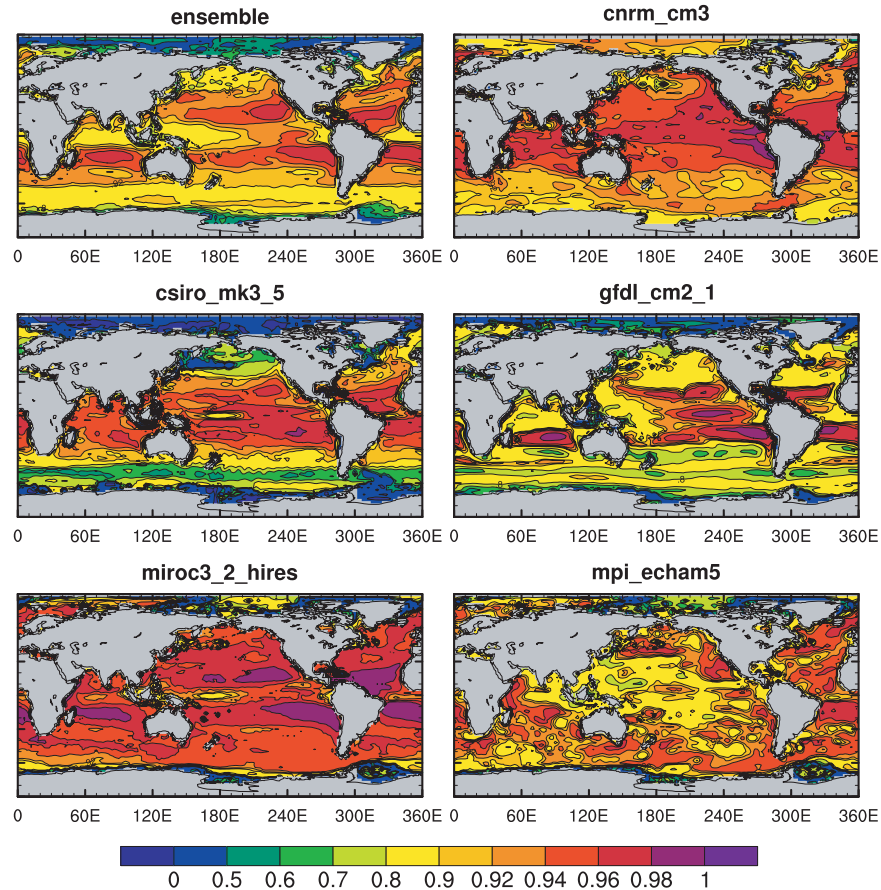 ensemble cnrm_cm3
0 60E 120E 180E 240E 300E 360E 0 60E 120E 180E 240E 300E 360E
csiro_mk3_5 gfdl_cm2_1
0 60E 120E 180E 240E 300E 360E 0 60E 120E 180E 240E 300E 360E
miroc3_2_hires mpi_echam5
0 60E 120E 180E 240E 300E 360E 0 60E 120E 180E 240E 300E 360E
0 0.5 0.6 0.7 0.8 0.9 0.92 0.94 0.96 0.98 1